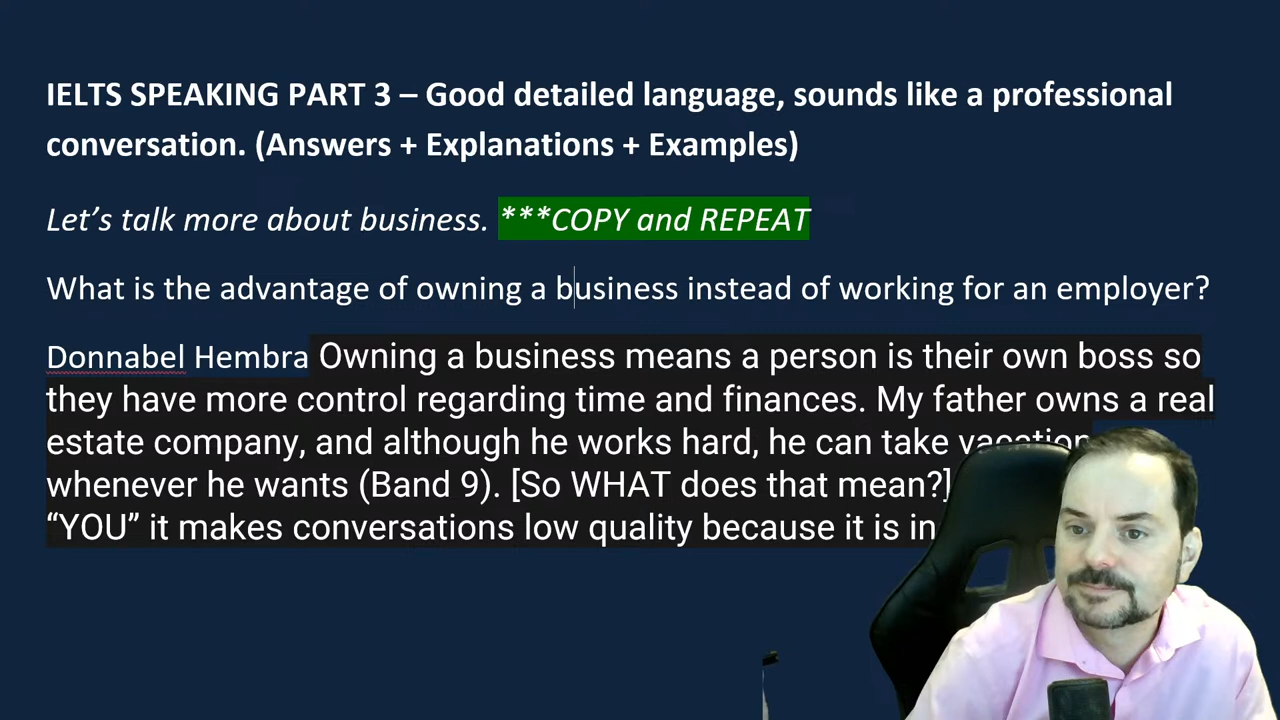 IELTS SPEAKING PART 3 – Good detailed language, sounds like a professional
conversation. (Answers + Explanations + Examples)
Let’s talk more about business. ***COPY and REPEAT
What is the advantage of owning a business instead of working for an employer?
Donnabel Hembra Owning a business means a person is their own boss so
they have more control regarding time and finances. My father owns a real
estate company, and although he works hard, he can take vacation
whenever he wants (Band 9). [So WHAT does that mean?]
“YOU” it makes conversations low quality because it is in